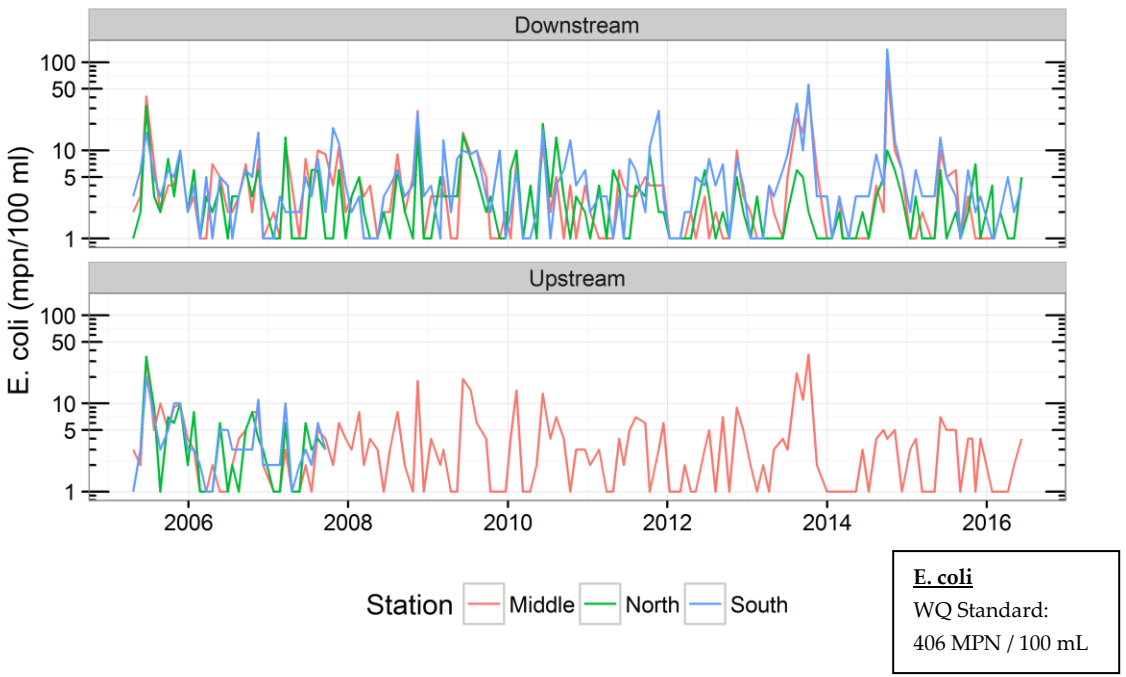 Downstream
100
50
10
5
1
Upstream
100
50
10
5
1
E. coli (mpn/100 ml)
2006 2008 2010 2012 2014 2016
Station Middle North South
E. coli
WQ Standard:
406 MPN / 100 mL